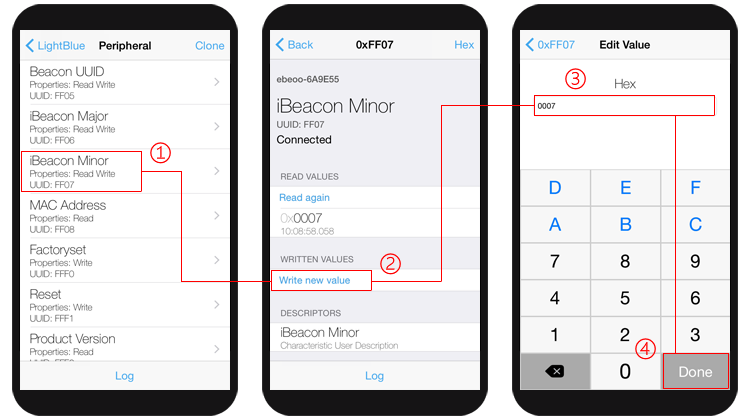 LightBlue Peripheral Clone
Beacon UUID
Properties: Read Write
UUID: FF05
iBeacon Major
Properties: Read Write
UUID: FF06
iBeacon Minor
Properties: Read Write
UUID: FF07
MAC Address
Properties: Read
UUID: FF08
Factoryset
Properties: Write
UUID: FFF0
Reset
Properties: Write
UUID: FFF1
Product Version
Properties: Read
Log
①
Back 0xFF07 Hex
ebeoo-6A9E55
iBeacon Minor
UUID: FF07
Connected
READ VALUES
Read again
0x0007
10:08:58.058
WRITTEN VALUES
②
Write new value
DESCRIPTORS
iBeacon Minor
Characteristic User Description
Log
0xFF07 Edit Value
③
Hex
0007
D E F
A B C
7 8 9
4 5 6
1 2 3
④
0 Done